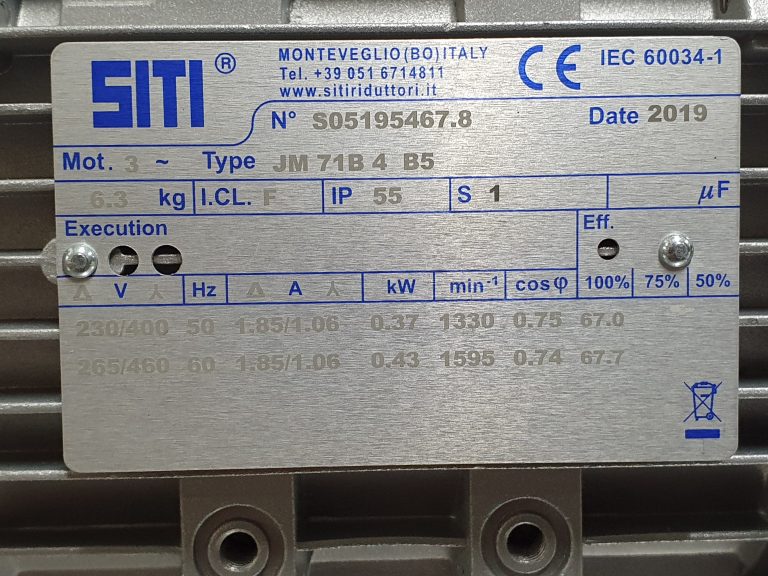 SITI®
MONTEVEGLIO(BO)ITALY
Tel. +39 051 6714811
www.sitiriduttori.it
CE
IEC 60034-1
N° S05195467.8
Date 2019
Mot. 3 ~ Type JM 71B 4 B5
6.3 kg I.CL. F IP 55 S 1 µF
Execution
Eff.
Δ V Y Hz Δ A Y kW min⁻¹ cosφ 100% 75% 50%
230/400 50 1.85/1.06 0.37 1330 0.75 67.0
265/460 60 1.85/1.06 0.43 1595 0.74 67.7